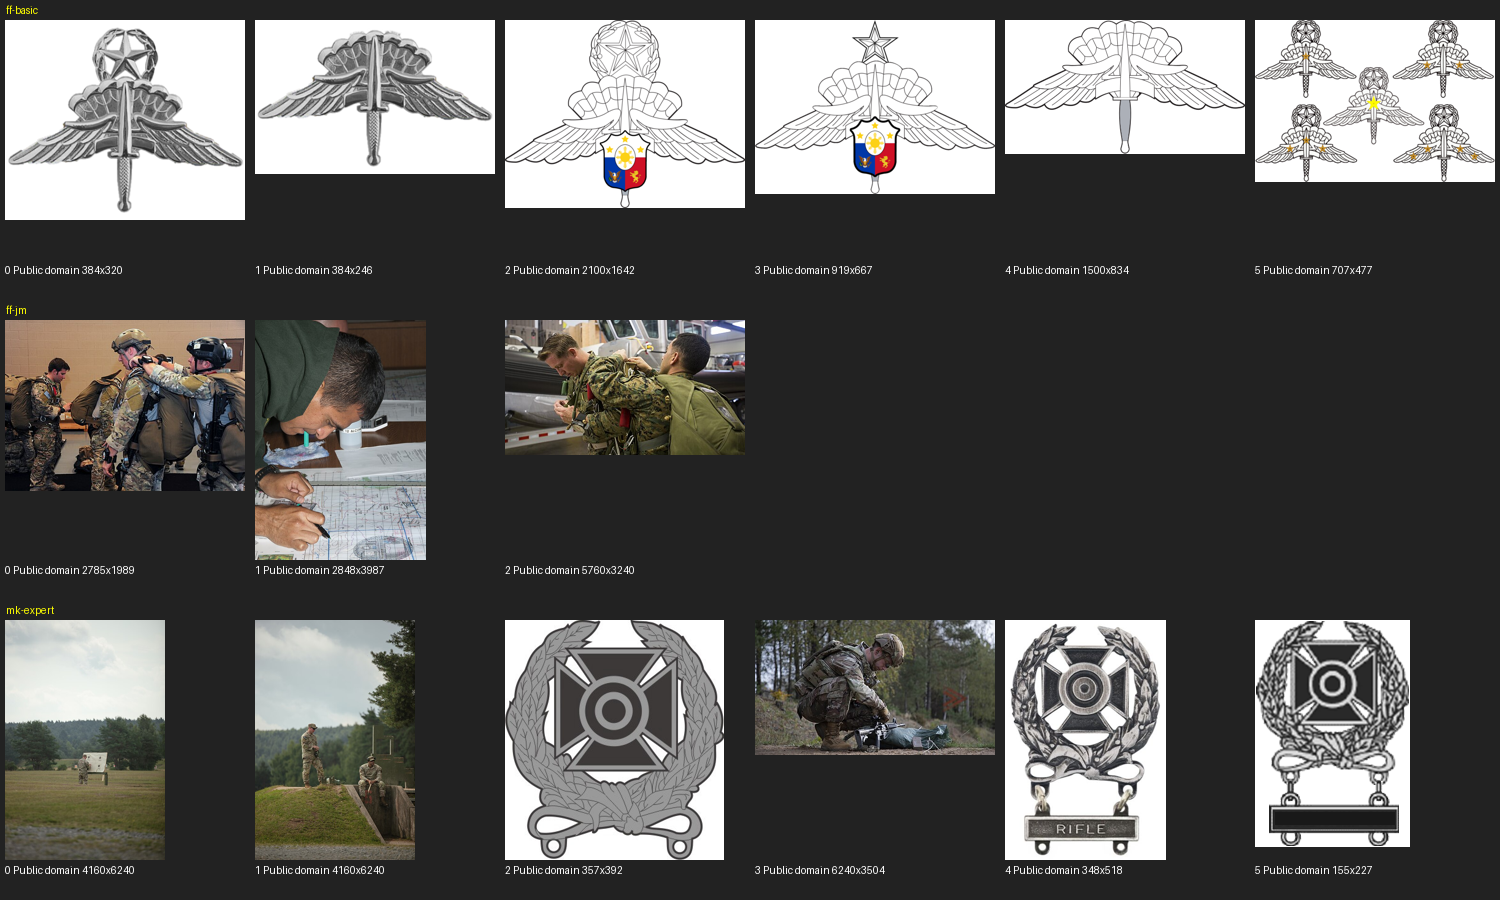 ff-basic
0 Public domain 384x320
1 Public domain 384x246
2 Public domain 2100x1642
3 Public domain 919x667
4 Public domain 1500x834
5 Public domain 707x477
ff-jm
0 Public domain 2785x1989
1 Public domain 2848x3987
2 Public domain 5760x3240
mk-expert
RIFLE
0 Public domain 4160x6240
1 Public domain 4160x6240
2 Public domain 357x392
3 Public domain 6240x3504
4 Public domain 348x518
5 Public domain 155x227